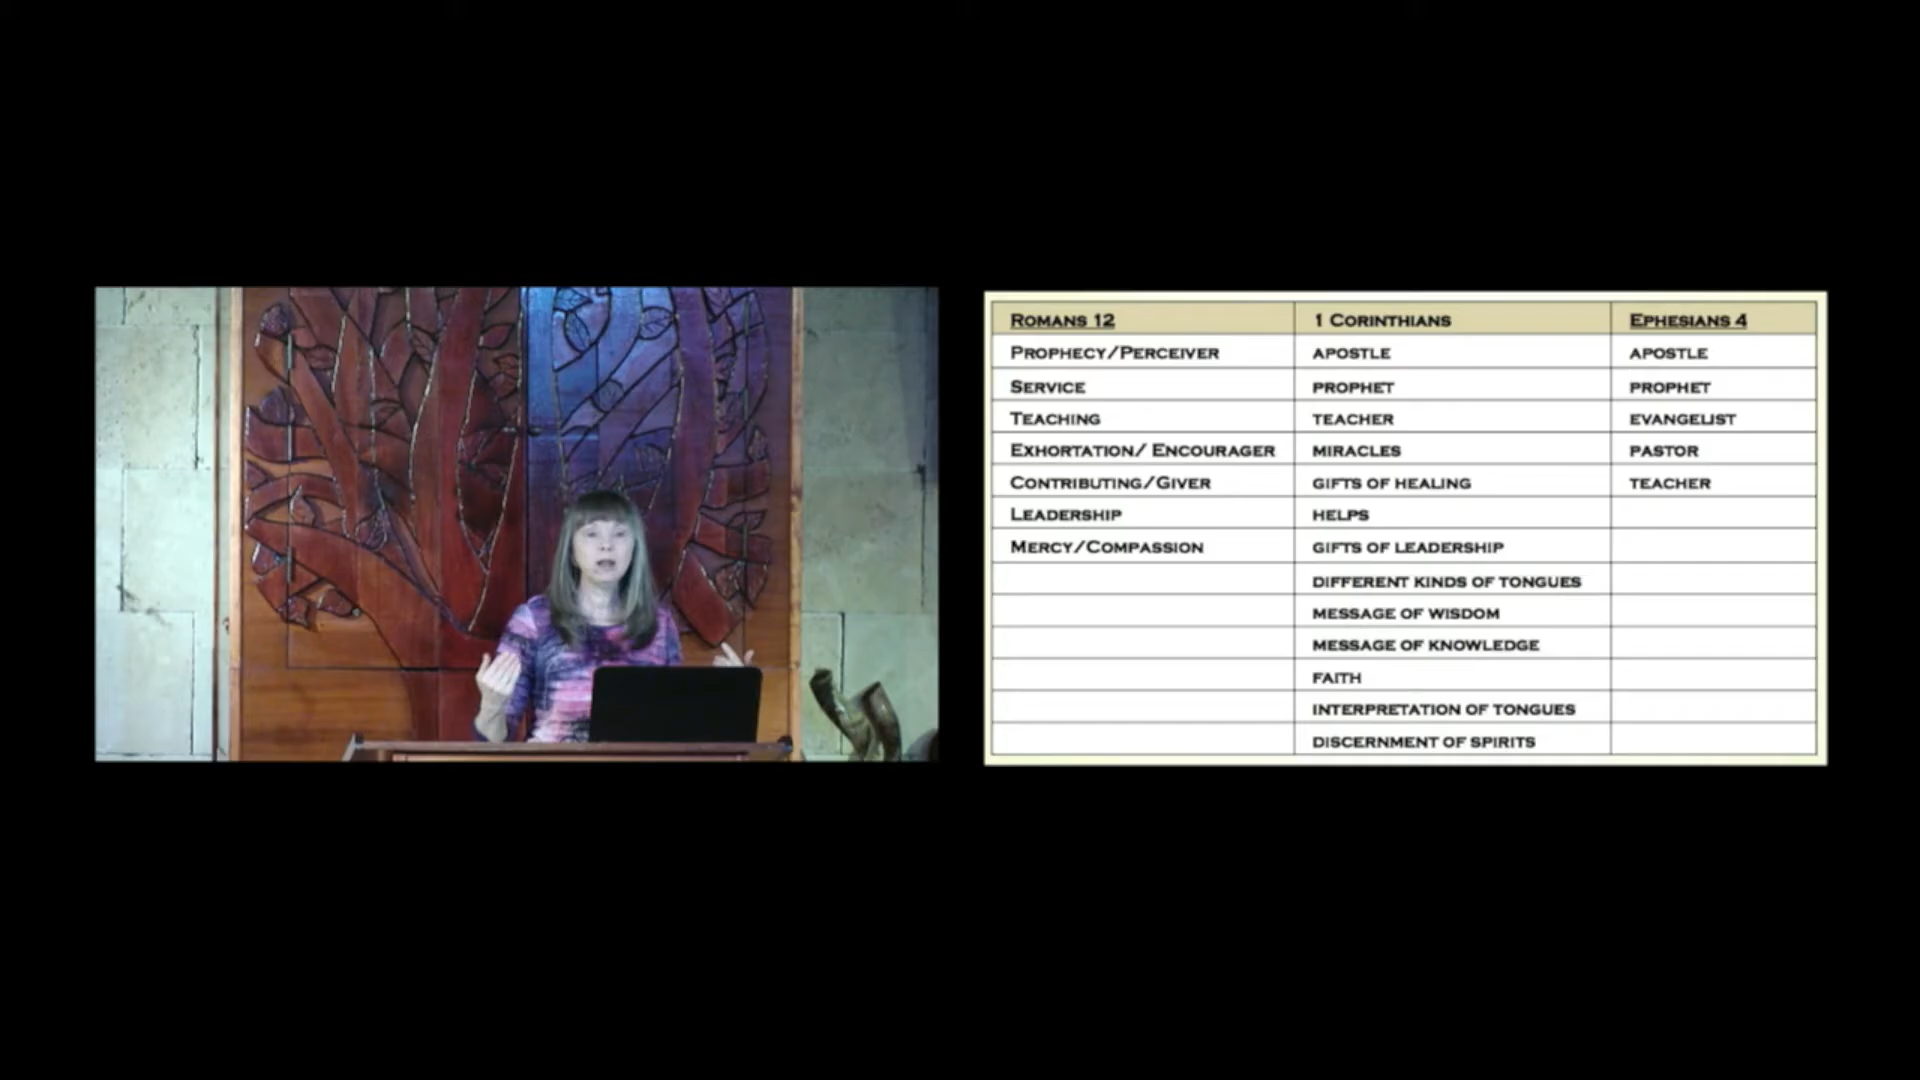 ROMANS 12 1 CORINTHIANS EPHESIANS 4
PROPHECY/PERCEIVER APOSTLE APOSTLE
SERVICE PROPHET PROPHET
TEACHING TEACHER EVANGELIST
EXHORTATION/ ENCOURAGER MIRACLES PASTOR
CONTRIBUTING/GIVER GIFTS OF HEALING TEACHER
LEADERSHIP HELPS
MERCY/COMPASSION GIFTS OF LEADERSHIP
DIFFERENT KINDS OF TONGUES
MESSAGE OF WISDOM
MESSAGE OF KNOWLEDGE
FAITH
INTERPRETATION OF TONGUES
DISCERNMENT OF SPIRITS